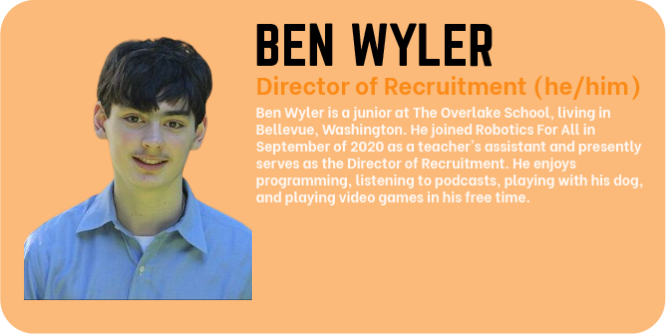 BEN WYLER
Director of Recruitment (he/him)
Ben Wyler is a junior at The Overlake School, living in
Bellevue, Washington. He joined Robotics For All in
September of 2020 as a teacher's assistant and presently
serves as the Director of Recruitment. He enjoys
programming, listening to podcasts, playing with his dog,
and playing video games in his free time.